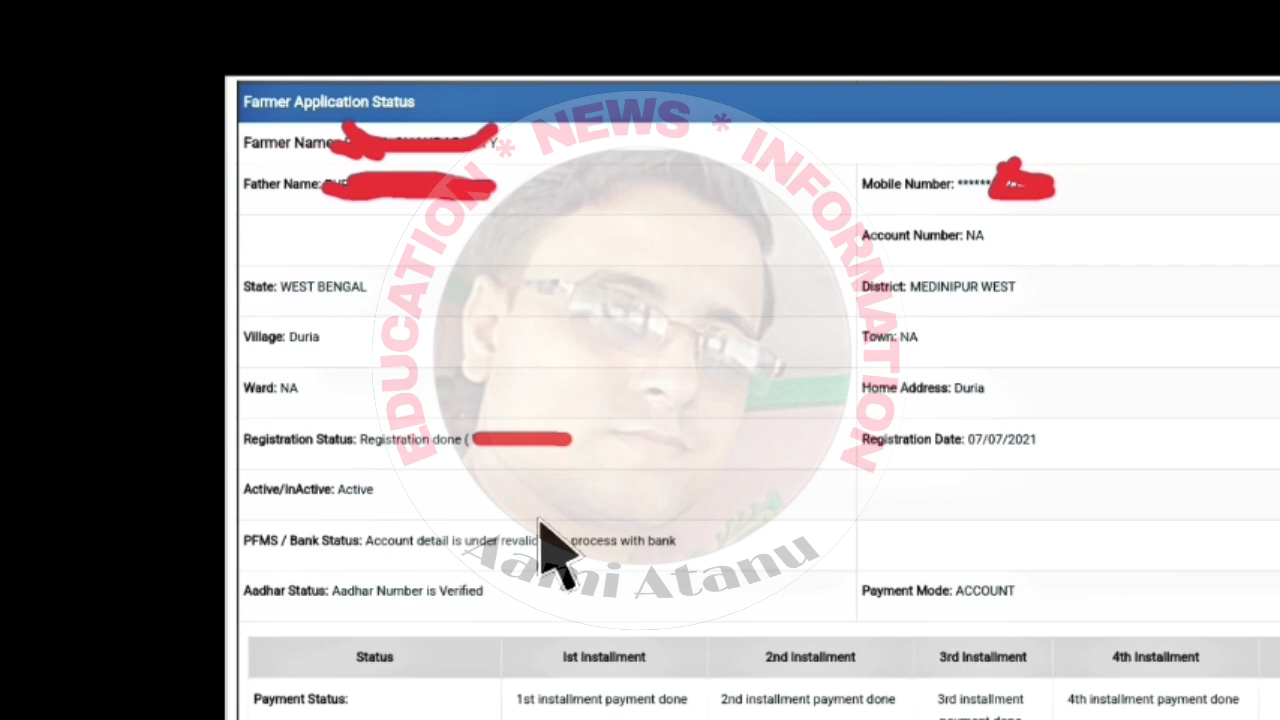 Farmer Application Status
Farmer Name:
Father Name:
Mobile Number: ******
Account Number: NA
State: WEST BENGAL
District: MEDINIPUR WEST
Village: Duria
Town: NA
Ward: NA
Home Address: Duria
Registration Status: Registration done (
Registration Date: 07/07/2021
Active/InActive: Active
PFMS / Bank Status: Account detail is under process with bank
Aadhar Status: Aadhar Number is Verified
Payment Mode: ACCOUNT
Status
Ist Installment
2nd Installment
3rd Installment
4th Installment
Payment Status:
1st installment payment done
2nd installment payment done
3rd installment
payment done
4th installment payment done
EDUCATION * NEWS * INFORMATION
Aami Atanu